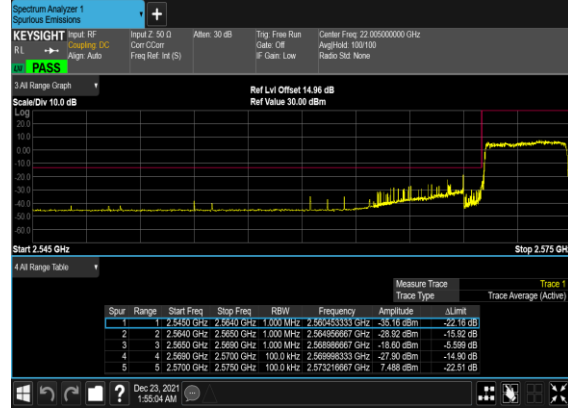 Spectrum Analyzer 1
Spurious Emissions
+
KEYSIGHT Input: RF Input Z: 50 Ω Atten: 30 dB Trig: Free Run Center Freq: 22.005000000 GHz
RL Coupling: DC Corr CCorr Gate: Off Avg|Hold: 100/100
Align: Auto Freq Ref: Int (S) IF Gain: Low Radio Std: None
PASS
3 All Range Graph
Ref Lvl Offset 14.96 dB
Scale/Div 10.0 dB Ref Value 30.00 dBm
Log
20.0
10.0
0.00
-10.0
-20.0
-30.0
-40.0
-50.0
-60.0
Start 2.545 GHz Stop 2.575 GH
4 All Range Table
Measure Trace Trace 1
Trace Type Trace Average (Active)
Spur Range Start Freq Stop Freq RBW Frequency Amplitude ΔLimit
1 1 2.5450 GHz 2.5640 GHz 1.000 MHz 2.560453333 GHz -35.16 dBm -22.16 dB
2 2 2.5640 GHz 2.5650 GHz 1.000 MHz 2.564956667 GHz -28.92 dBm -15.92 dB
3 3 2.5650 GHz 2.5690 GHz 1.000 MHz 2.568986667 GHz -18.60 dBm -5.599 dB
4 4 2.5690 GHz 2.5700 GHz 100.0 kHz 2.569998333 GHz -27.90 dBm -14.90 dB
5 5 2.5700 GHz 2.5750 GHz 100.0 kHz 2.573216667 GHz 7.488 dBm -22.51 dB
? Dec 23, 2021
1:55:04 AM